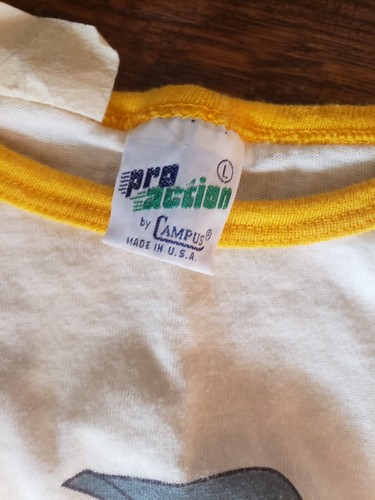 L
pro
action
by CAMPUS®
MADE IN U.S.A.